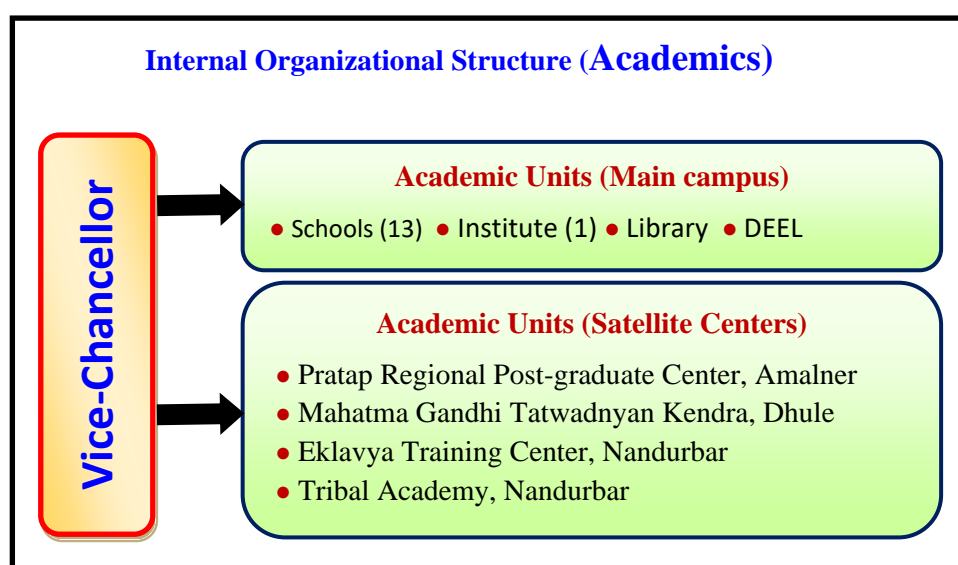 Internal Organizational Structure (Academics)
Vice-Chancellor
Academic Units (Main campus)
● Schools (13) ● Institute (1) ● Library ● DEEL
Academic Units (Satellite Centers)
● Pratap Regional Post-graduate Center, Amalner
● Mahatma Gandhi Tatwadnyan Kendra, Dhule
● Eklavya Training Center, Nandurbar
● Tribal Academy, Nandurbar